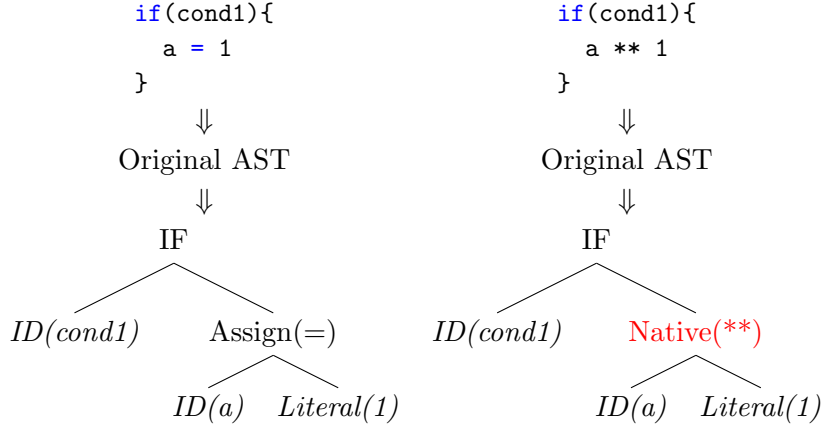 if(cond1){
a = 1
}
⇓
Original AST
⇓
IF
ID(cond1) Assign(=)
ID(a) Literal(1)
if(cond1){
a ** 1
}
⇓
Original AST
⇓
IF
ID(cond1) Native(**)
ID(a) Literal(1)